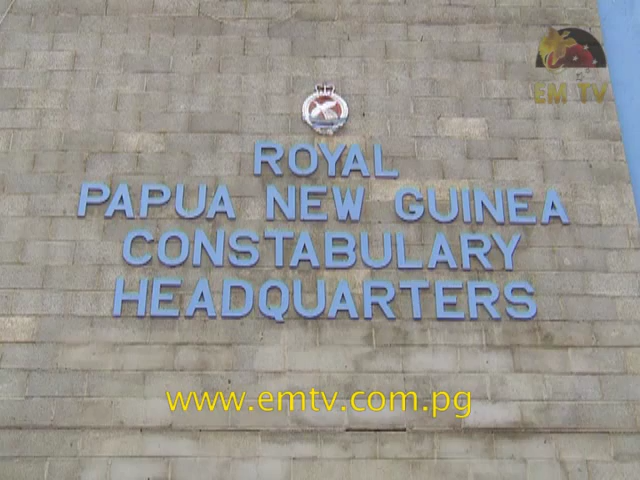 EM TV
ROYAL
PAPUA NEW GUINEA
CONSTABULARY
HEADQUARTERS
www.emtv.com.pg